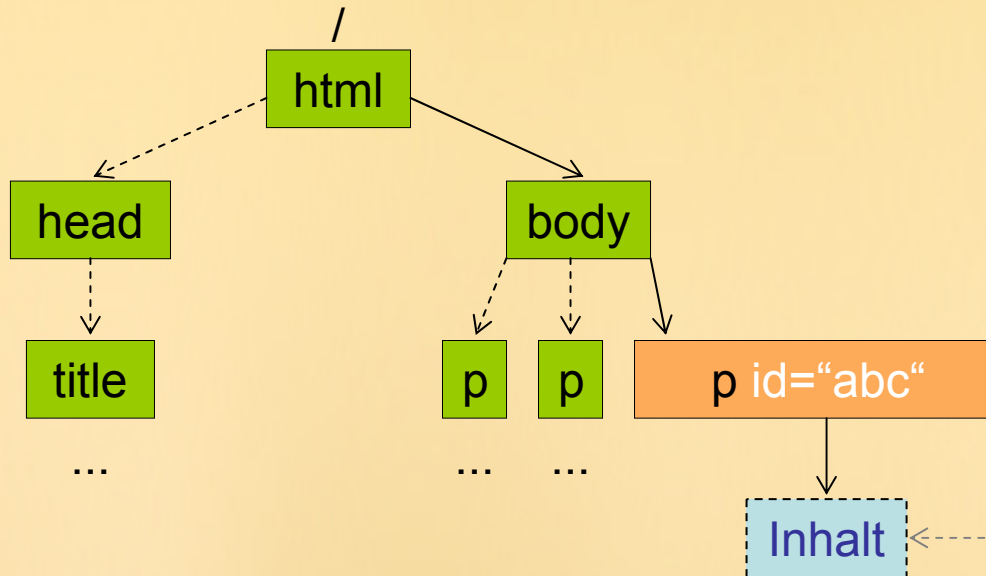 /
html
head body
title p p p id=“abc“
... ... ...
Inhalt